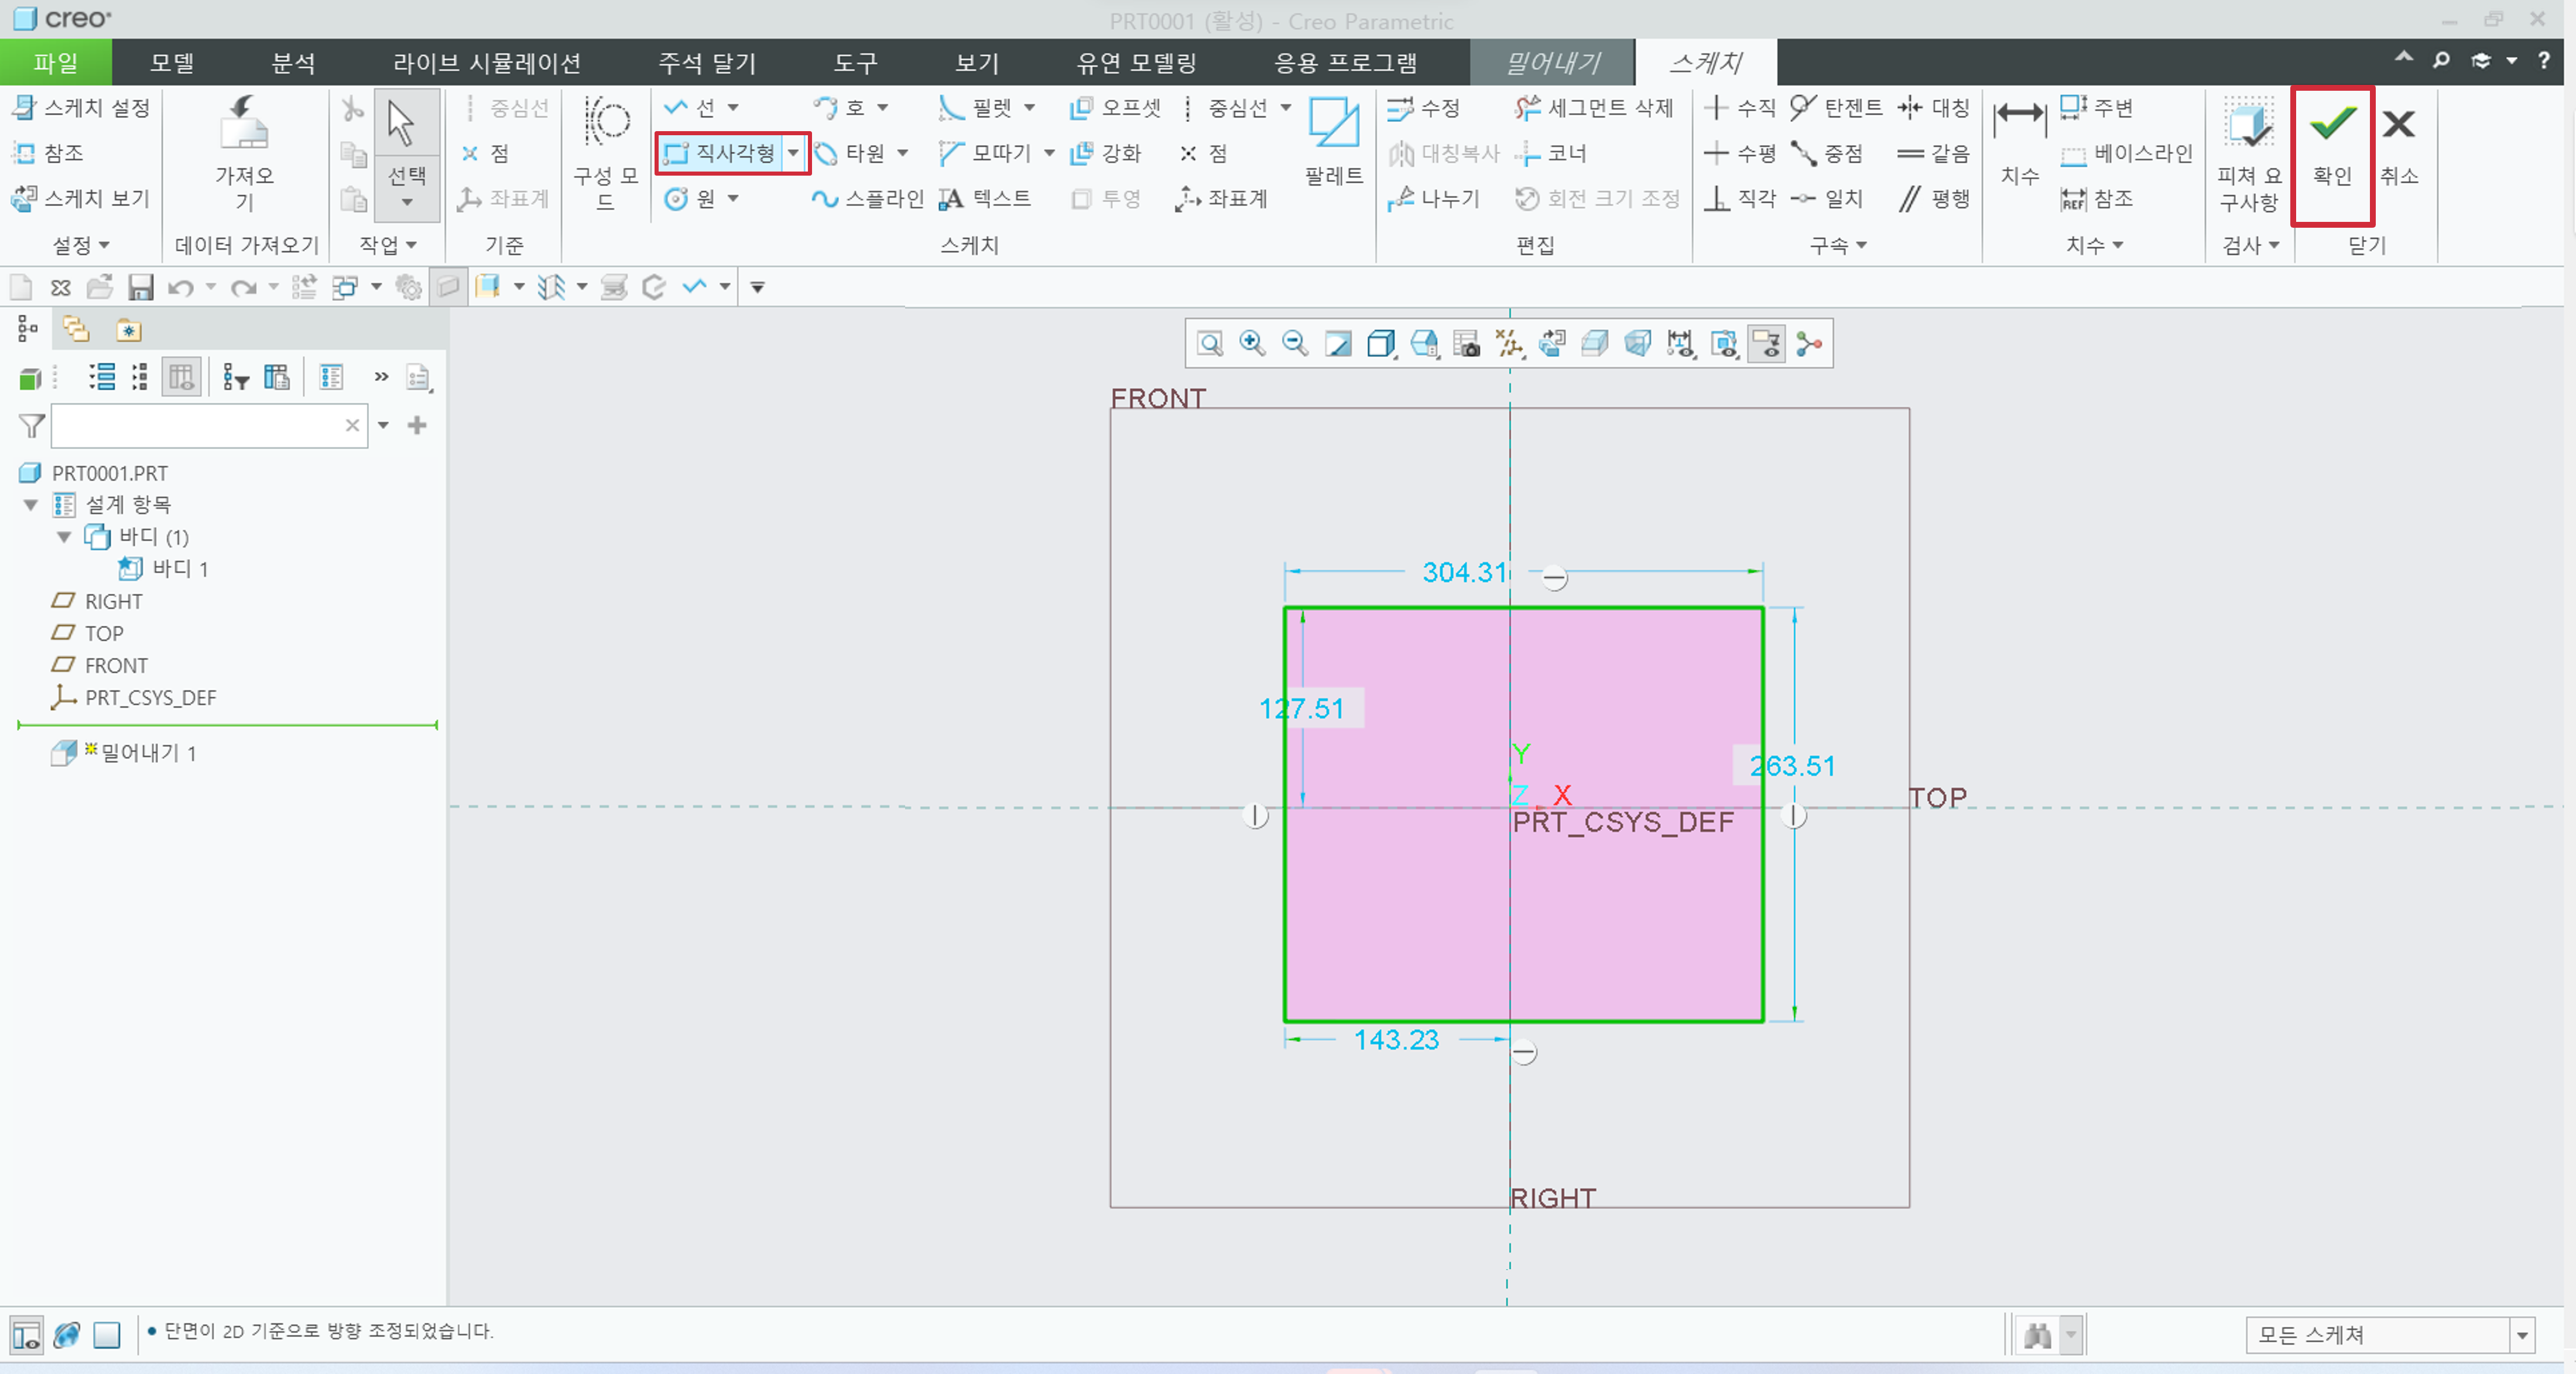 creo
PRT0001 (활성) - Creo Parametric
파일 모델 분석 라이브 시뮬레이션 주석 달기 도구 보기 유연 모델링 응용 프로그램 밀어내기 스케치
스케치 설정
참조
스케치 보기
설정
가져오
기
데이터 가져오기
선택
작업
중심선
점
좌표계
기준
구성 모
드
선 호 필렛 오프셋 중심선
직사각형 타원 모따기 강화 점
원 스플라인 텍스트 투영 좌표계
팔레트
스케치
수정 세그먼트 삭제
대칭복사 코너
나누기 회전 크기 조정
편집
수직 탄젠트 대칭
수평 중점 같음
직각 일치 평행
구속
치수
주변
베이스라인
REF 참조
치수
피쳐 요
구사항
검사
확인
취소
닫기
PRT0001.PRT
설계 항목
바디 (1)
바디 1
RIGHT
TOP
FRONT
PRT_CSYS_DEF
밀어내기 1
FRONT
304.31
127.51
263.51
Y
Z X
PRT_CSYS_DEF
TOP
143.23
RIGHT
단면이 2D 기준으로 방향 조정되었습니다.
모든 스케쳐